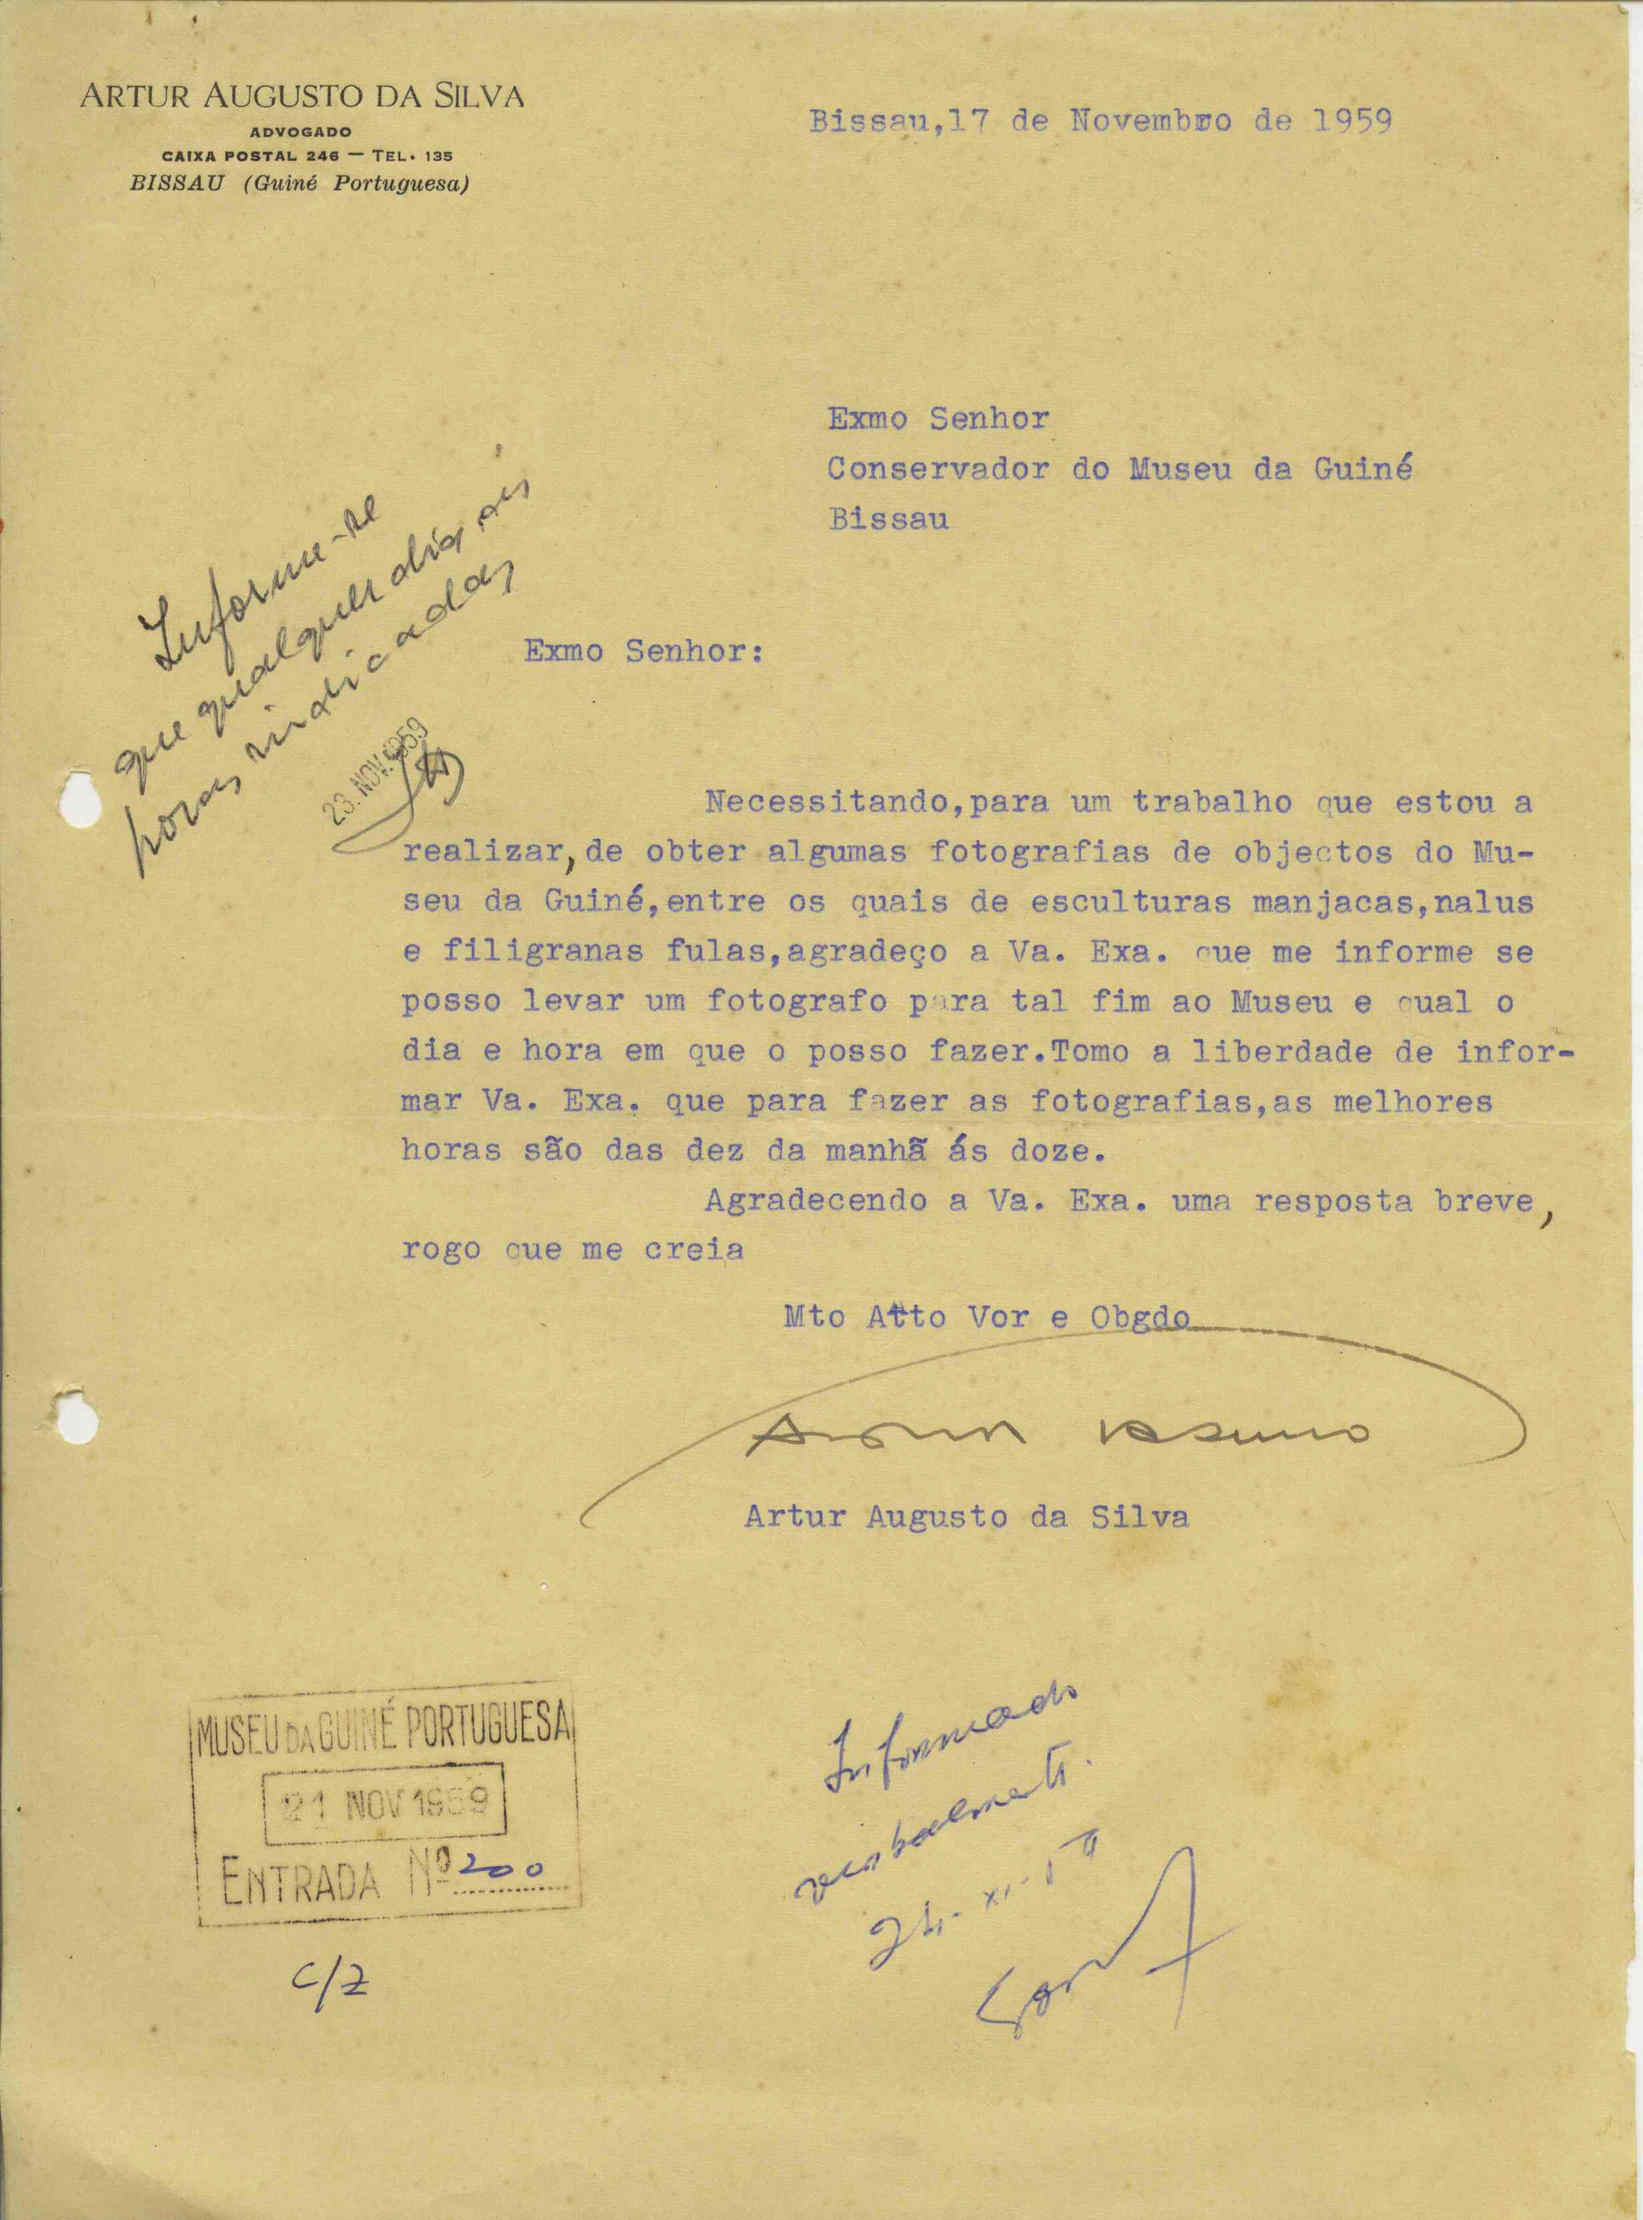 ARTUR AUGUSTO DA SILVA
ADVOGADO
CAIXA POSTAL 246 — TEL. 135
BISSAU (Guiné Portuguesa)
Bissau,17 de Novembro de 1959
Exmo Senhor
Conservador do Museu da Guiné
Bissau
Informe-se
que qualquer dia às
horas indicadas
23. NOV. 1959
Exmo Senhor:
Necessitando,para um trabalho que estou a
realizar,de obter algumas fotografias de objectos do Mu-
seu da Guiné,entre os quais de esculturas manjacas,nalus
e filigranas fulas,agradeço a Va. Exa. que me informe se
posso levar um fotografo para tal fim ao Museu e qual o
dia e hora em que o posso fazer.Tomo a liberdade de infor-
mar Va. Exa. que para fazer as fotografias,as melhores
horas são das dez da manhã ás doze.
Agradecendo a Va. Exa. uma resposta breve,
rogo que me creia
Mto Atto Vor e Obgdo
Artur Augusto da Silva
MUSEU DA GUINÉ PORTUGUESA
21 NOV 1959
ENTRADA Nº 200
C/2
Informado
verbalmente.
24-XI-59